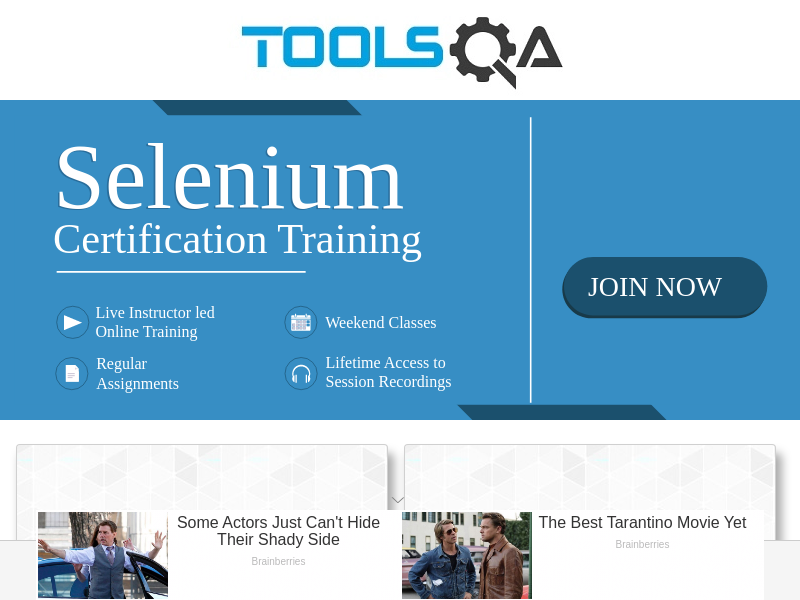 TOOLSQA
Selenium
Certification Training
JOIN NOW
Live Instructor led
Online Training
Weekend Classes
Regular
Assignments
Lifetime Access to
Session Recordings
Some Actors Just Can't Hide
Their Shady Side
Brainberries
The Best Tarantino Movie Yet
Brainberries